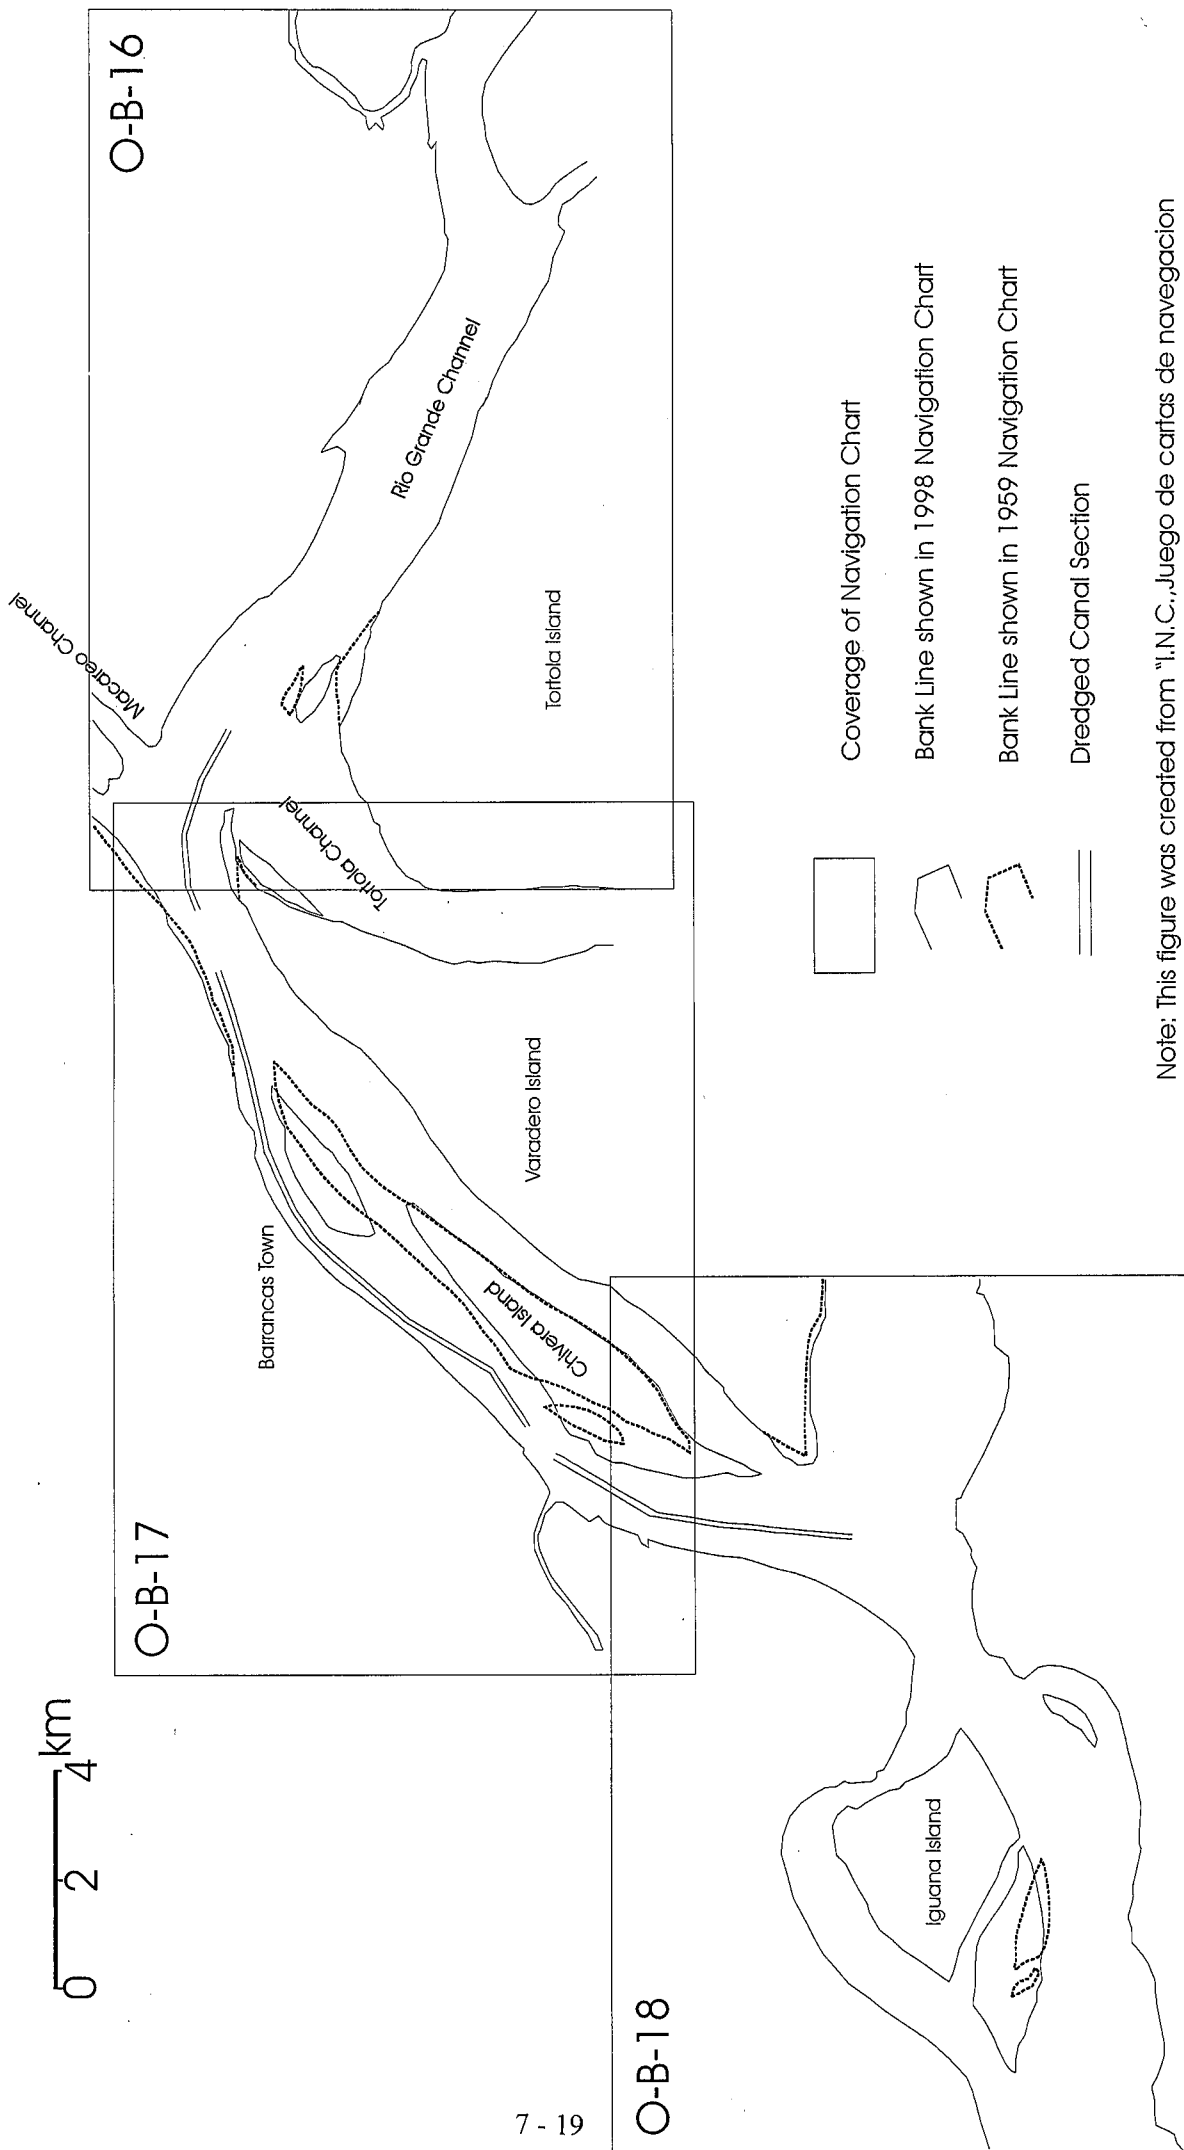 O-B-16
Macareo Channel
Rio Grande Channel
Tortola Island
Tortola Channel
O-B-17
Barrancas Town
Varadero Island
Chivera Island
km
0 2 4
O-B-18
Iguana Island
Coverage of Navigation Chart
Bank Line shown in 1998 Navigation Chart
Bank Line shown in 1959 Navigation Chart
Dredged Canal Section
Note: This figure was created from "I.N.C., Juego de cartas de navegacion
7 - 19